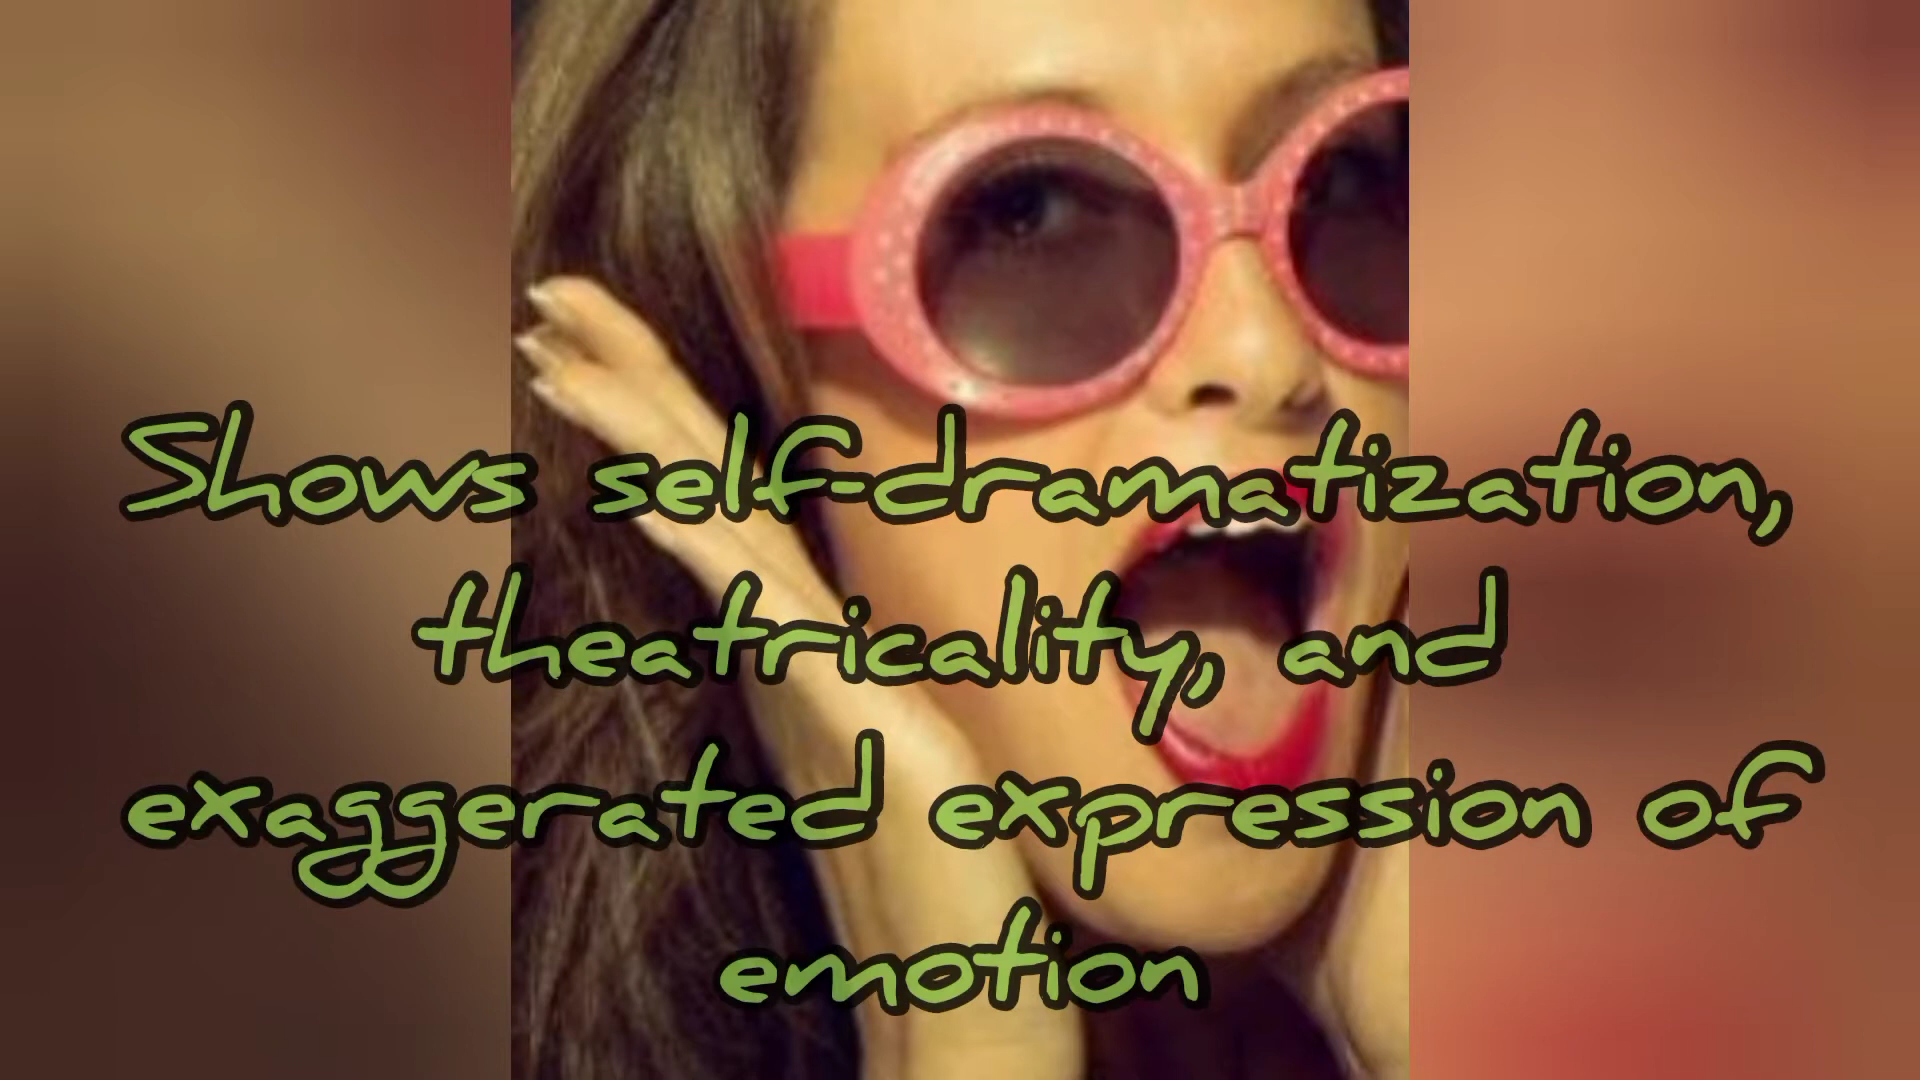 Shows self-dramatization,
theatricality, and
exaggerated expression of
emotion